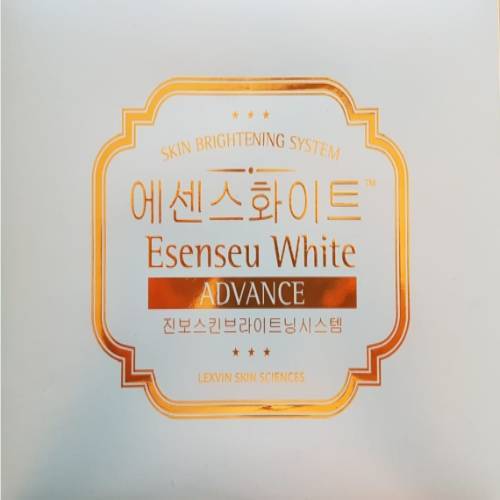 SKIN BRIGHTENING SYSTEM
에센스화이트™
Esenseu White
ADVANCE
진보스킨브라이트닝시스템
LEXVIN SKIN SCIENCES